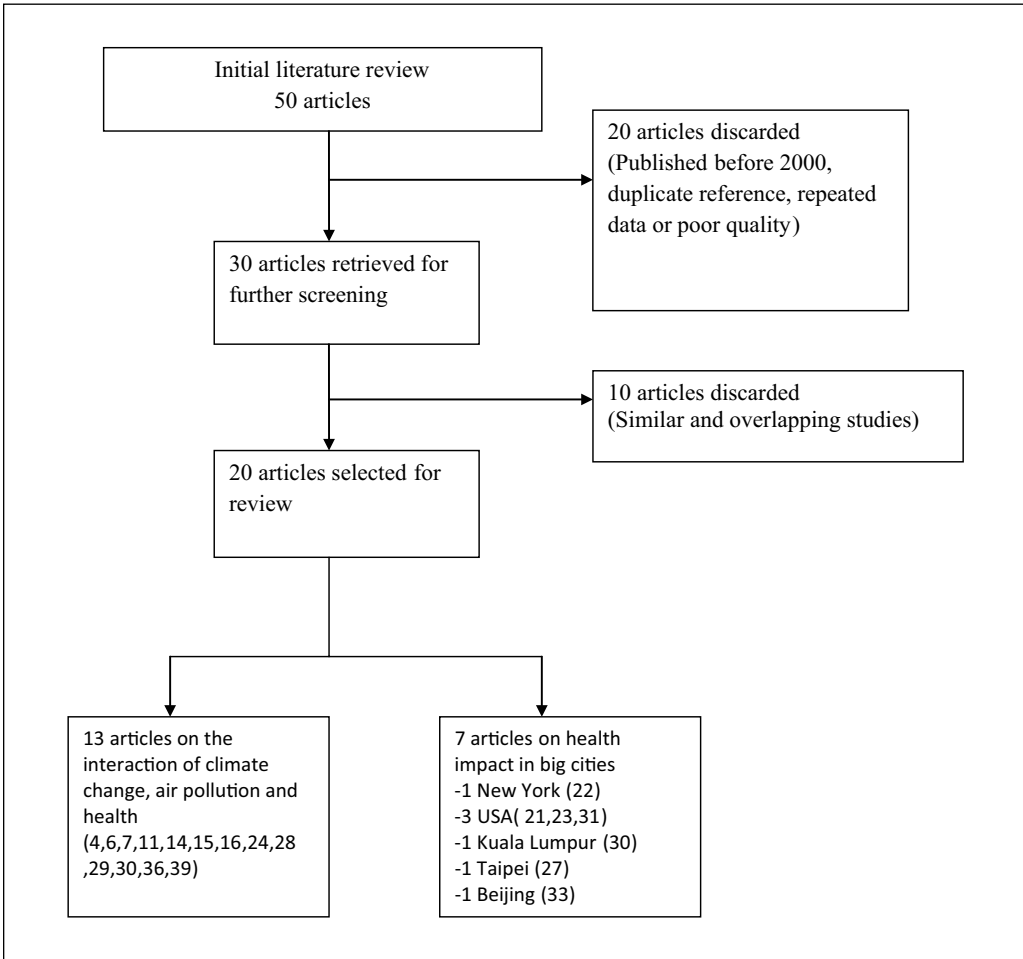 Initial literature review
50 articles
20 articles discarded
(Published before 2000,
duplicate reference, repeated
data or poor quality)
30 articles retrieved for
further screening
10 articles discarded
(Similar and overlapping studies)
20 articles selected for
review
13 articles on the
interaction of climate
change, air pollution and
health
(4,6,7,11,14,15,16,24,28
,29,30,36,39)
7 articles on health
impact in big cities
-1 New York (22)
-3 USA( 21,23,31)
-1 Kuala Lumpur (30)
-1 Taipei (27)
-1 Beijing (33)